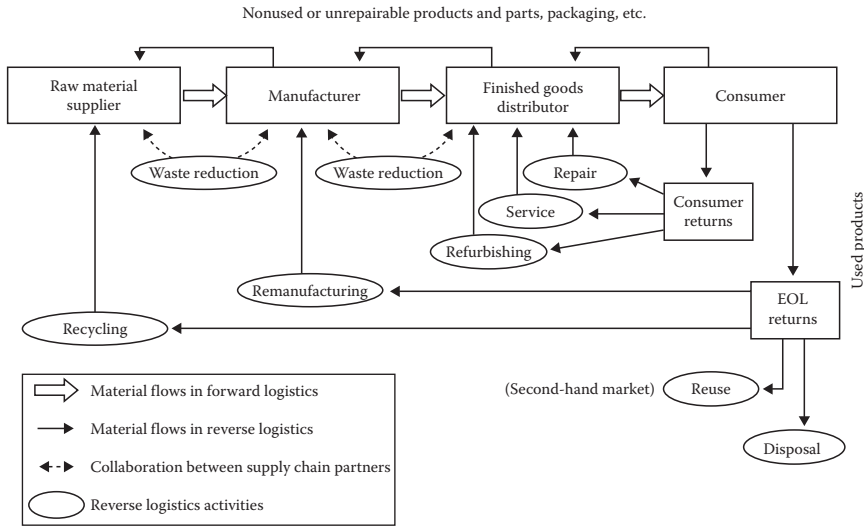 Nonused or unrepairable products and parts, packaging, etc.
Raw material
supplier
Manufacturer
Finished goods
distributor
Consumer
Waste reduction
Waste reduction
Repair
Service
Refurbishing
Consumer
returns
Used products
Remanufacturing
EOL
returns
Recycling
Material flows in forward logistics
Material flows in reverse logistics
Collaboration between supply chain partners
Reverse logistics activities
(Second-hand market)
Reuse
Disposal